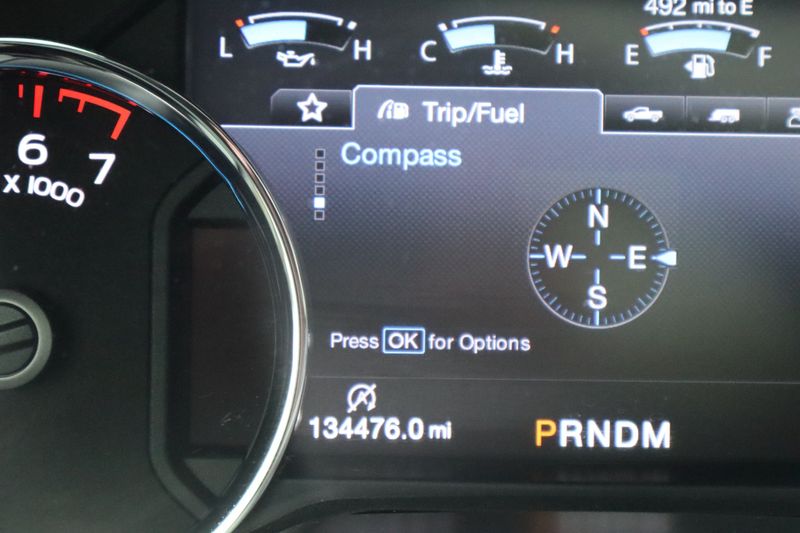 492 mi to E
L H C H E F
Trip/Fuel
Compass
6
7
x 1000
N
W E
S
Press OK for Options
134476.0 mi
PRNDM